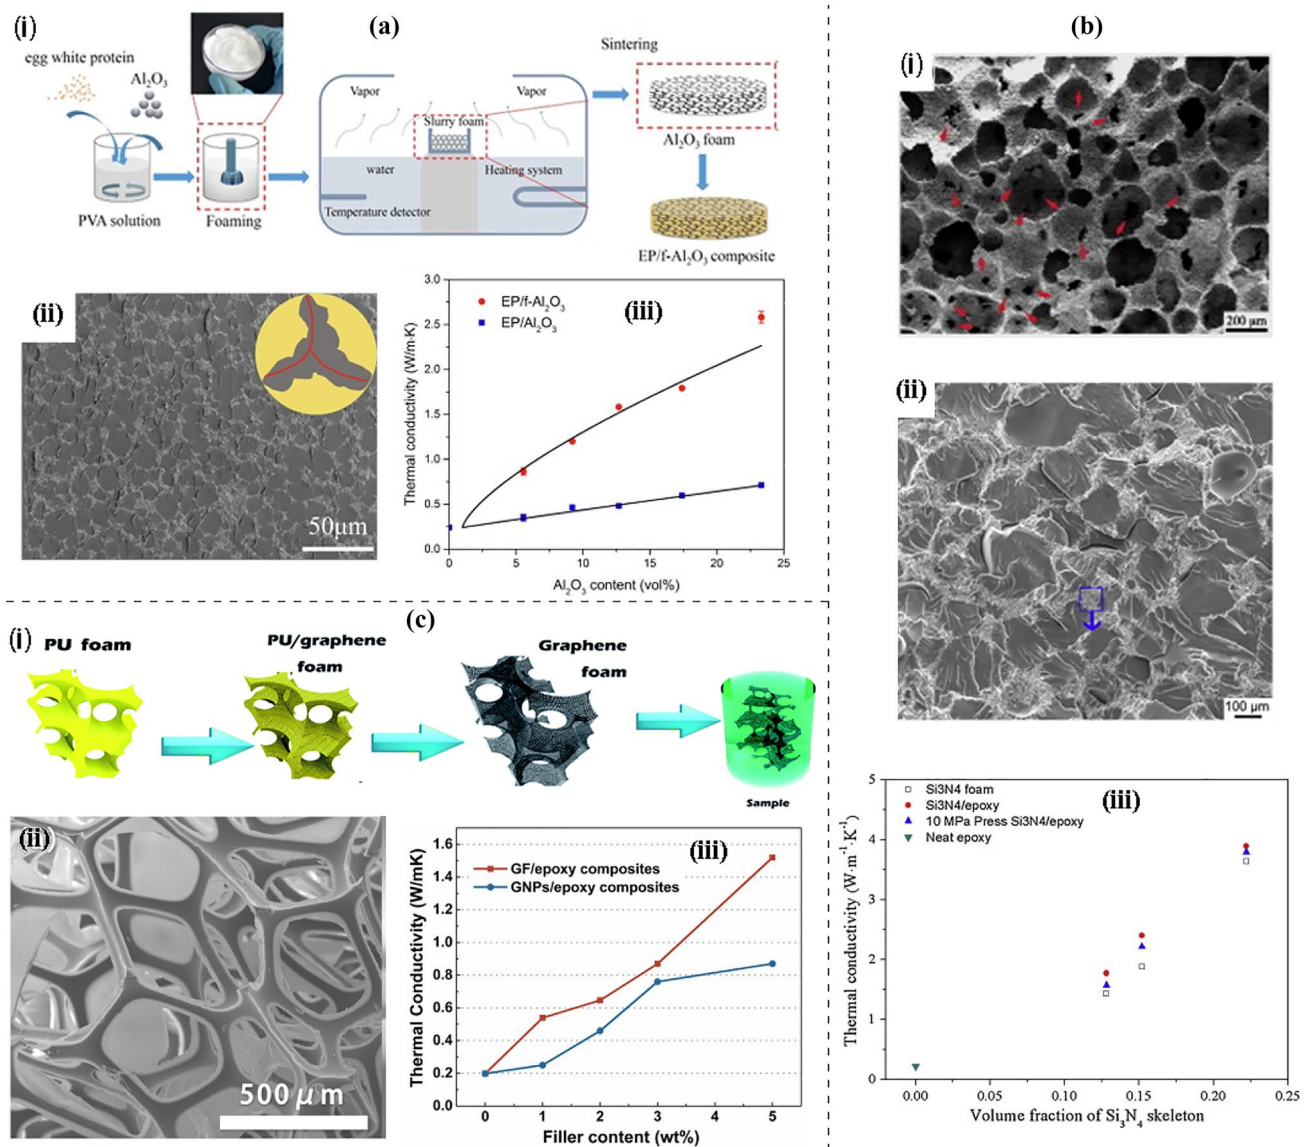 (a)
(i)
egg white protein
Al₂O₃
PVA solution
Foaming
Vapor
Vapor
Slurry foam
water
Heating system
Temperature detector
Sintering
Al₂O₃ foam
EP/f-Al₂O₃ composite
(ii)
50μm
(iii)
EP/f-Al₂O₃
EP/Al₂O₃
Thermal conductivity (W/m·K)
3.0
2.5
2.0
1.5
1.0
0.5
0.0
0 5 10 15 20 25
Al₂O₃ content (vol%)
(b)
(i)
200 μm
(ii)
100 μm
(iii)
Si3N4 foam
Si3N4/epoxy
10 MPa Press Si3N4/epoxy
Neat epoxy
Thermal conductivity (W·m⁻¹·K⁻¹)
5
4
3
2
1
0
0.00 0.05 0.10 0.15 0.20 0.25
Volume fraction of Si₃N₄ skeleton
(c)
(i)
PU foam
PU/graphene
foam
Graphene
foam
Sample
(ii)
500 μm
(iii)
GF/epoxy composites
GNPs/epoxy composites
Thermal Conductivity (W/mK)
1.6
1.4
1.2
1.0
0.8
0.6
0.4
0.2
0.0
0 1 2 3 5
Filler content (wt%)